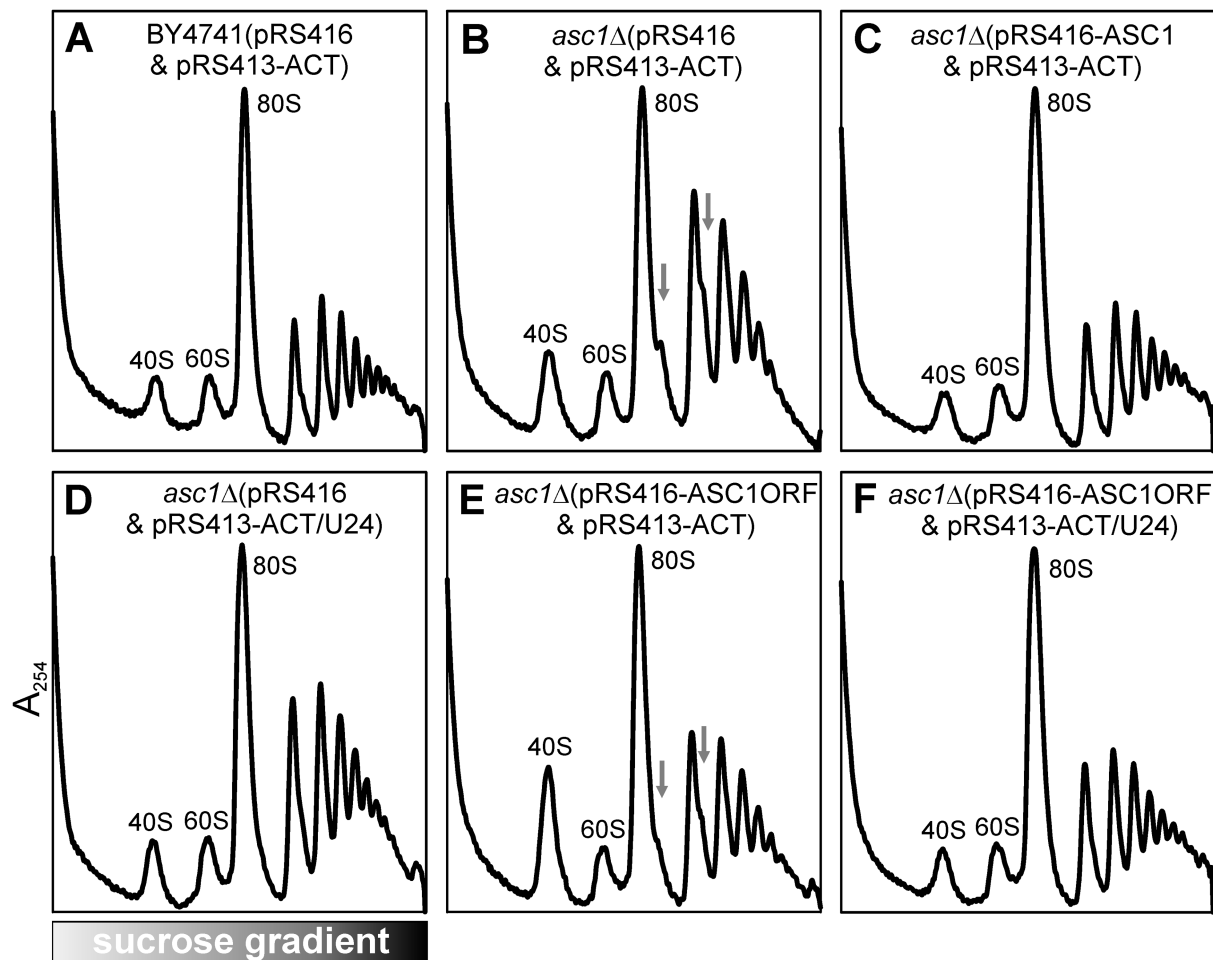 A
BY4741(pRS416
& pRS413-ACT)
80S
40S
60S
B
asc1Δ(pRS416
& pRS413-ACT)
80S
40S
60S
C
asc1Δ(pRS416-ASC1
& pRS413-ACT)
80S
40S
60S
D
asc1Δ(pRS416
& pRS413-ACT/U24)
80S
40S
60S
E
asc1Δ(pRS416-ASC1ORF
& pRS413-ACT)
80S
40S
60S
F
asc1Δ(pRS416-ASC1ORF
& pRS413-ACT/U24)
80S
40S
60S
A254
sucrose gradient